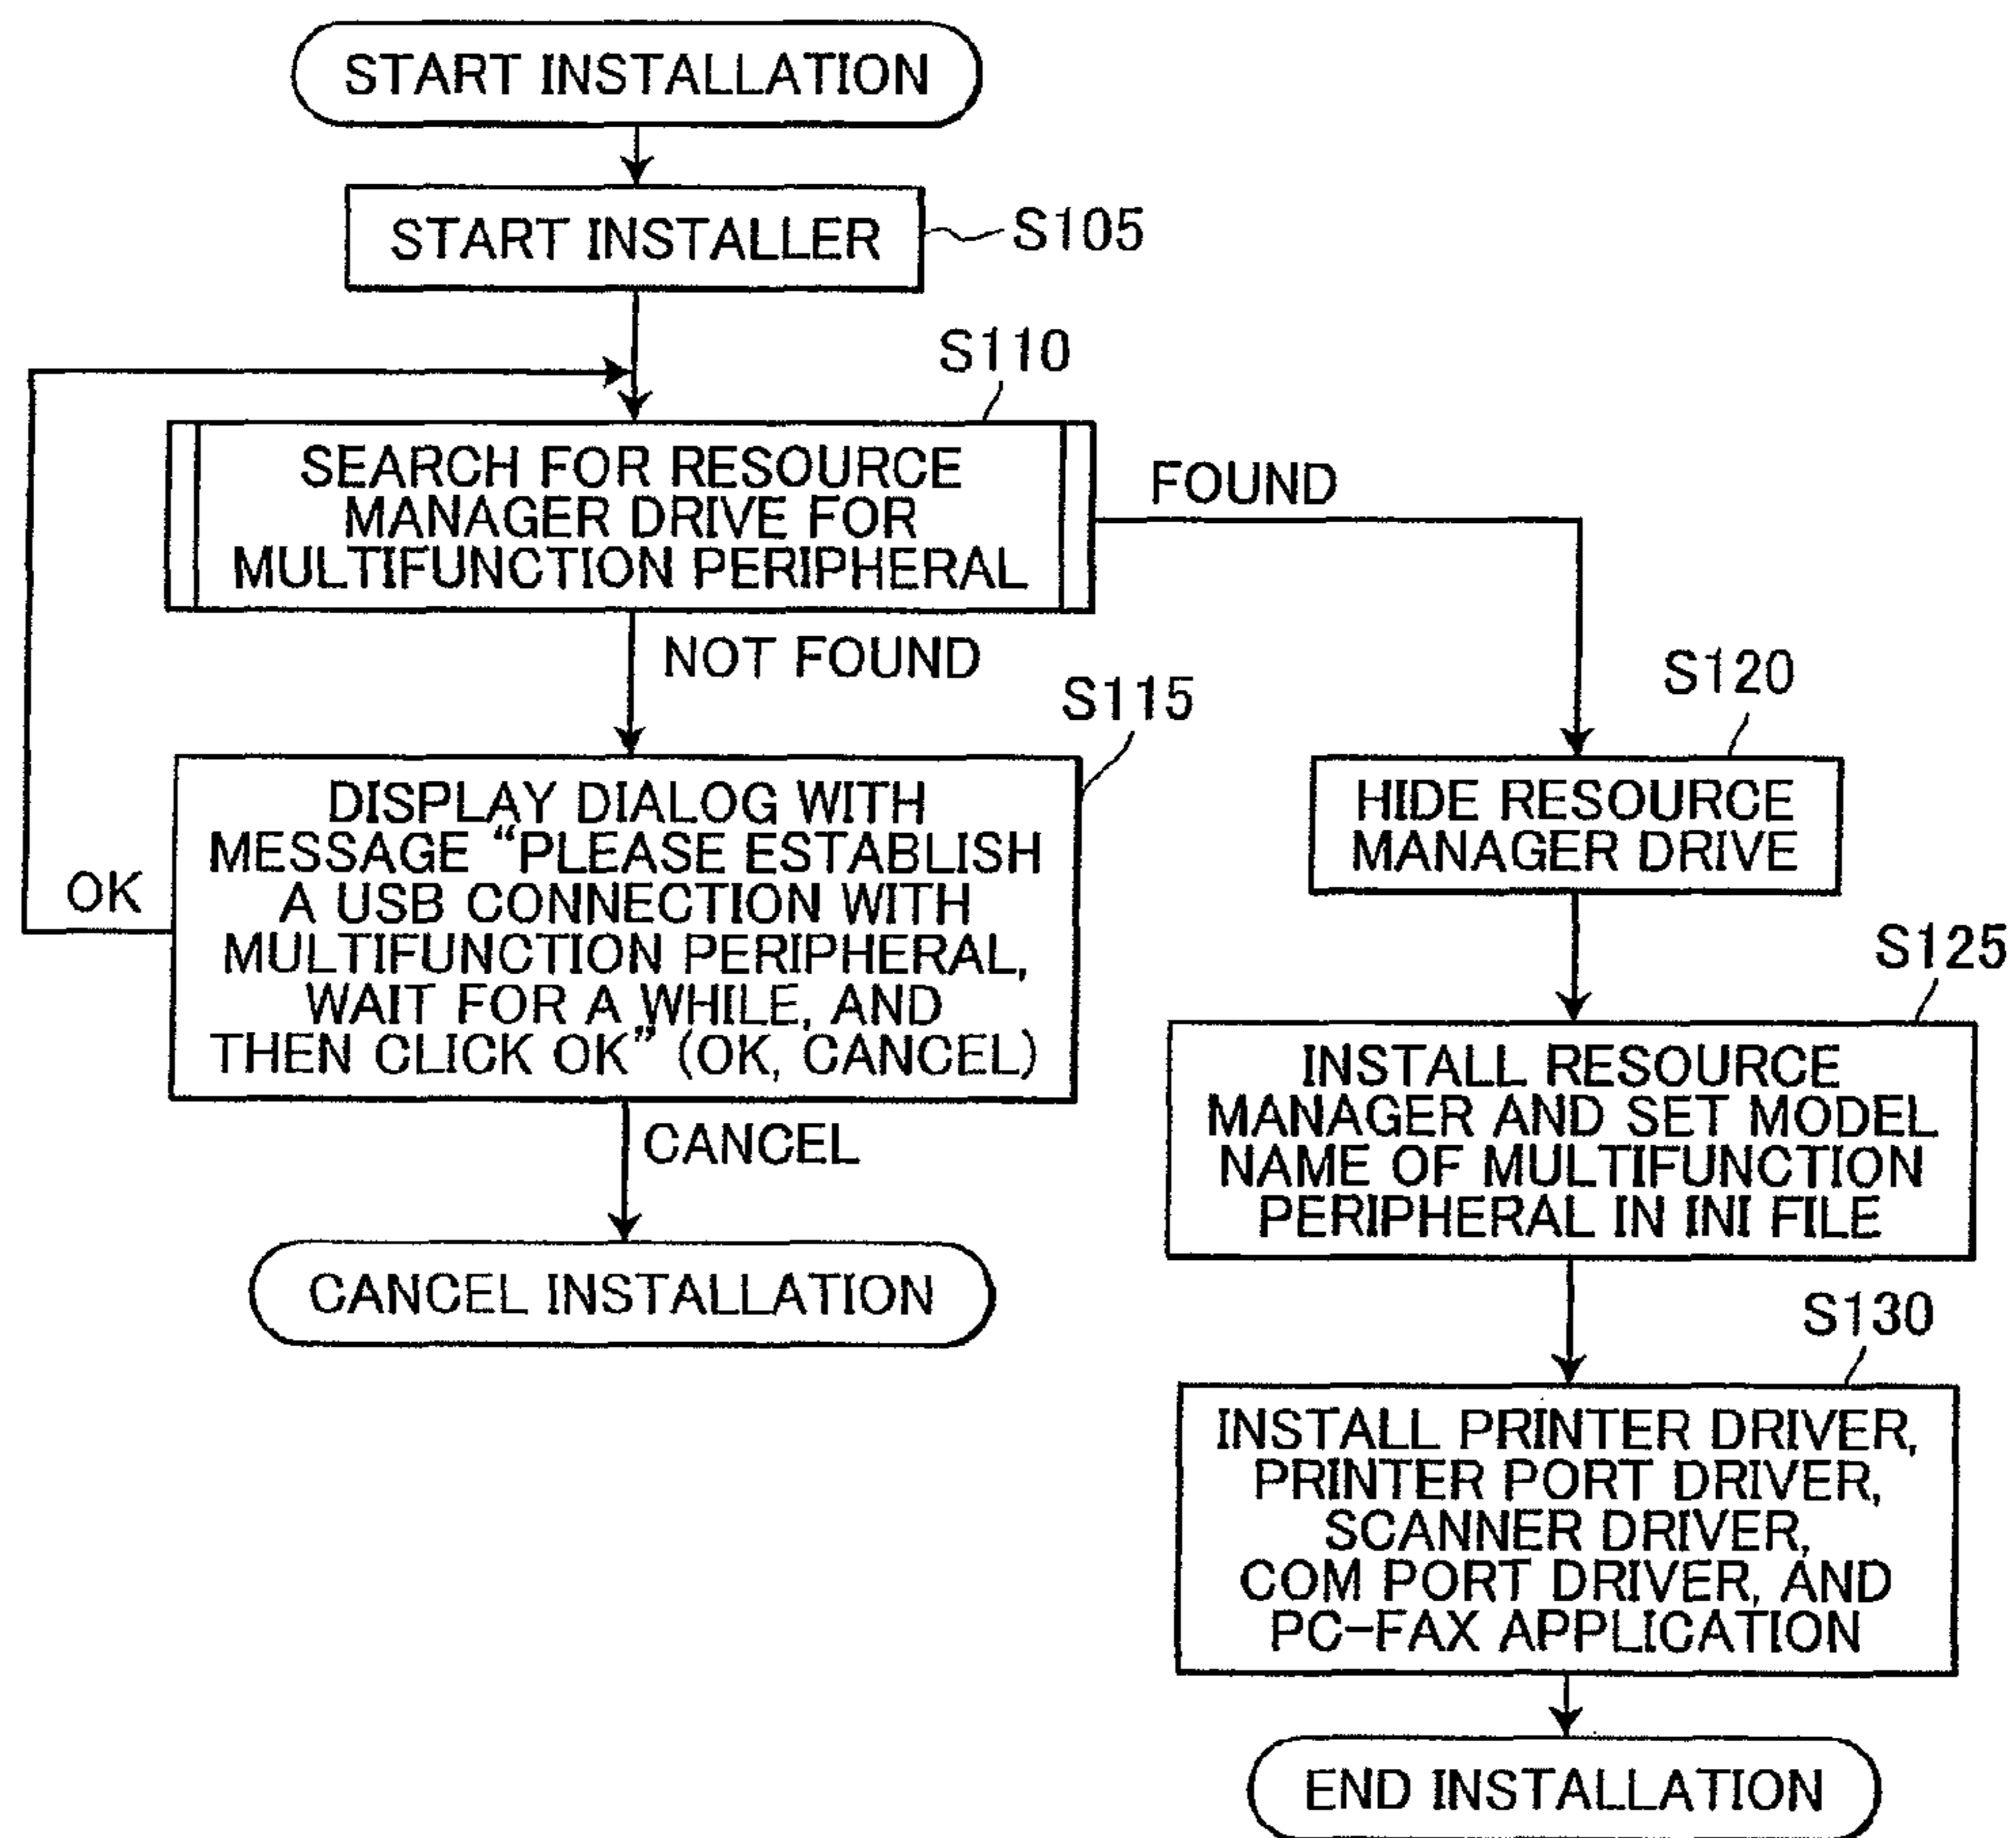 START INSTALLATION
START INSTALLER
S105
S110
SEARCH FOR RESOURCE
MANAGER DRIVE FOR
MULTIFUNCTION PERIPHERAL
FOUND
NOT FOUND
S115
DISPLAY DIALOG WITH
MESSAGE “PLEASE ESTABLISH
A USB CONNECTION WITH
MULTIFUNCTION PERIPHERAL,
WAIT FOR A WHILE, AND
THEN CLICK OK” (OK, CANCEL)
OK
CANCEL
CANCEL INSTALLATION
S120
HIDE RESOURCE
MANAGER DRIVE
S125
INSTALL RESOURCE
MANAGER AND SET MODEL
NAME OF MULTIFUNCTION
PERIPHERAL IN INI FILE
S130
INSTALL PRINTER DRIVER,
PRINTER PORT DRIVER,
SCANNER DRIVER,
COM PORT DRIVER, AND
PC-FAX APPLICATION
END INSTALLATION